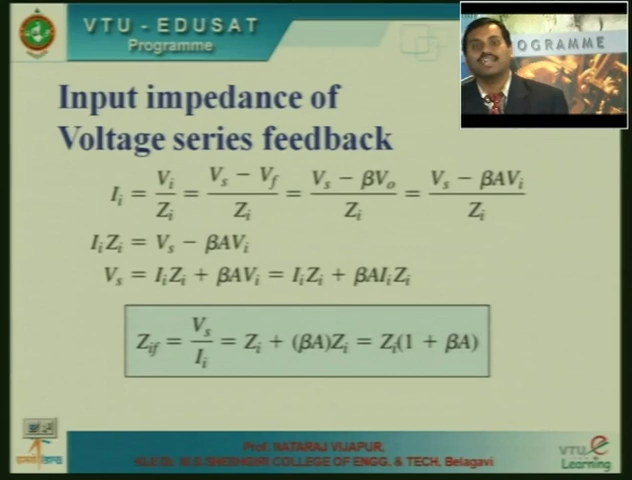 VTU - EDUSAT
Programme
OGRAMME
Input impedance of
Voltage series feedback
I_i = V_i/Z_i = (V_s − V_f)/Z_i = (V_s − βV_o)/Z_i = (V_s − βAV_i)/Z_i
I_iZ_i = V_s − βAV_i
V_s = I_iZ_i + βAV_i = I_iZ_i + βAI_iZ_i
Z_if = V_s/I_i = Z_i + (βA)Z_i = Z_i(1 + βA)
Prof. NATARAJ VIJAPUR,
COLLEGE OF ENGG. & TECH, Belagavi
VTU e
Learning